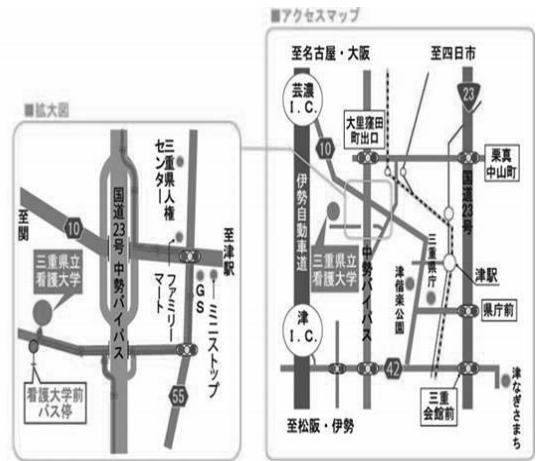 ■アクセスマップ
至名古屋・大阪
至四日市
芸濃
I.C.
23
大里窪田
町出口
10
栗真
中山町
伊勢自動車道
国道23号
三重県立
看護大学
中勢バイパス
三重県庁
津偕楽公園
津駅
県庁前
津
I.C.
42
三重
会館前
至松阪・伊勢
津なぎさまち
■拡大図
三重県人権
センター
国道23号 中勢バイパス
至関
10
至津駅
三重県立
看護大学
ファミリー
マート
GS
ミニストップ
看護大学前
バス停
55